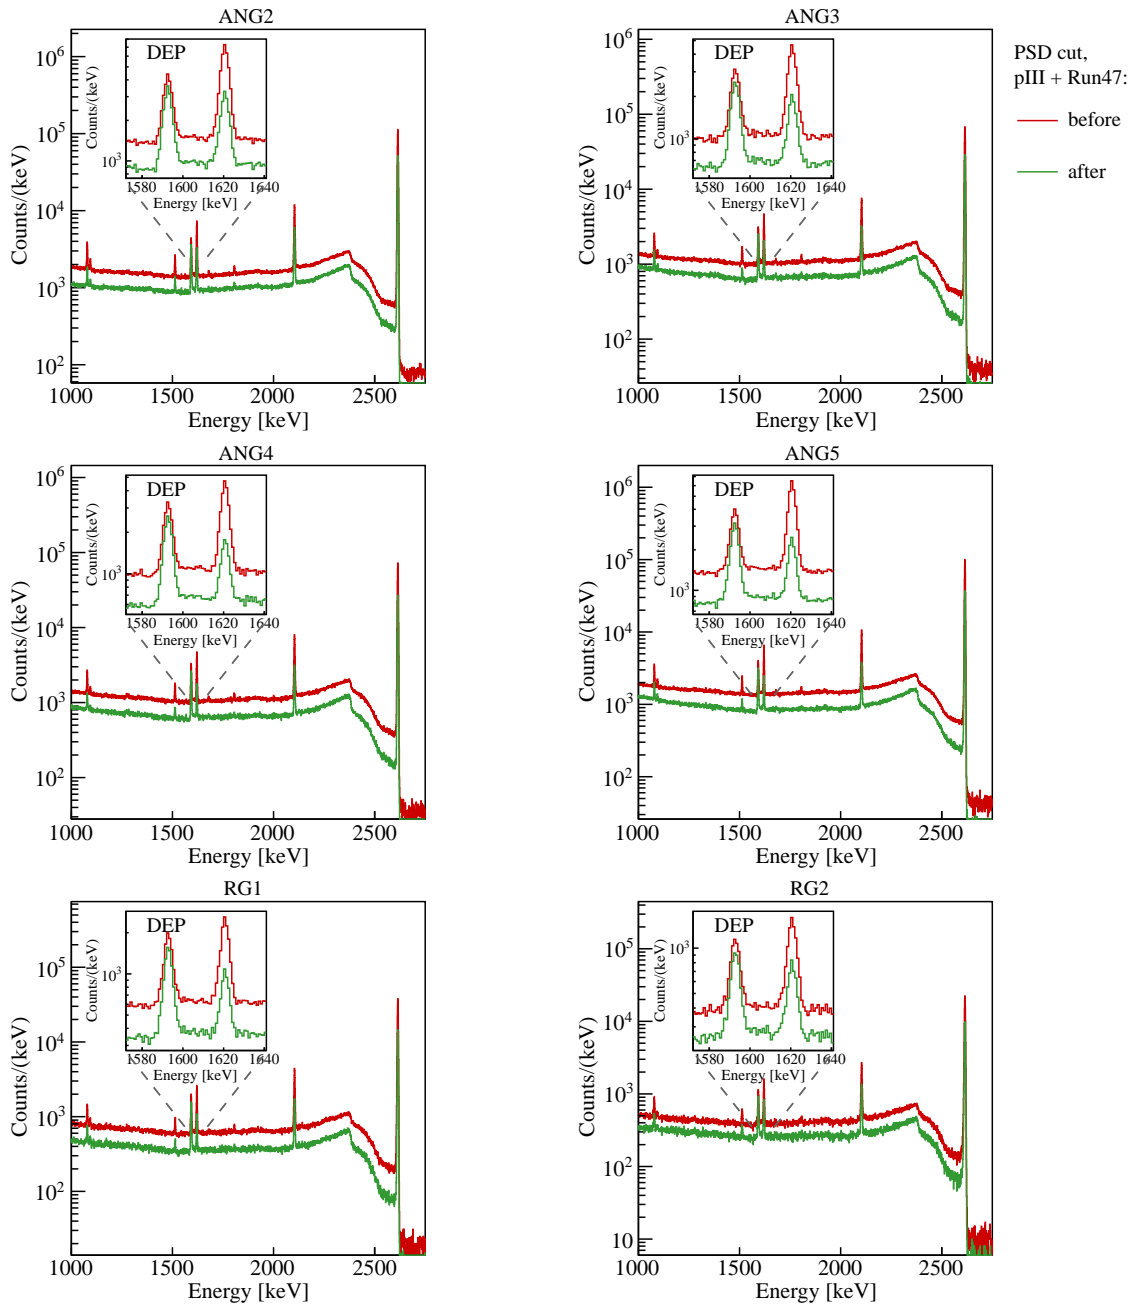 ANG2
10^6
10^5
10^4
10^3
10^2
Counts/(keV)
1000 1500 2000 2500
Energy [keV]
DEP
Counts/(keV)
10^3
1580 1600 1620 1640
Energy [keV]
ANG3
10^6
10^5
10^4
10^3
10^2
Counts/(keV)
1000 1500 2000 2500
Energy [keV]
DEP
Counts/(keV)
10^3
1580 1600 1620 1640
Energy [keV]
PSD cut,
pIII + Run47:
before
after
ANG4
10^6
10^5
10^4
10^3
10^2
Counts/(keV)
1000 1500 2000 2500
Energy [keV]
DEP
Counts/(keV)
10^3
1580 1600 1620 1640
Energy [keV]
ANG5
10^6
10^5
10^4
10^3
10^2
Counts/(keV)
1000 1500 2000 2500
Energy [keV]
DEP
Counts/(keV)
10^3
1580 1600 1620 1640
Energy [keV]
RG1
10^5
10^4
10^3
10^2
Counts/(keV)
1000 1500 2000 2500
Energy [keV]
DEP
Counts/(keV)
10^3
1580 1600 1620 1640
Energy [keV]
RG2
10^5
10^4
10^3
10^2
10
Counts/(keV)
1000 1500 2000 2500
Energy [keV]
DEP
Counts/(keV)
10^3
1580 1600 1620 1640
Energy [keV]